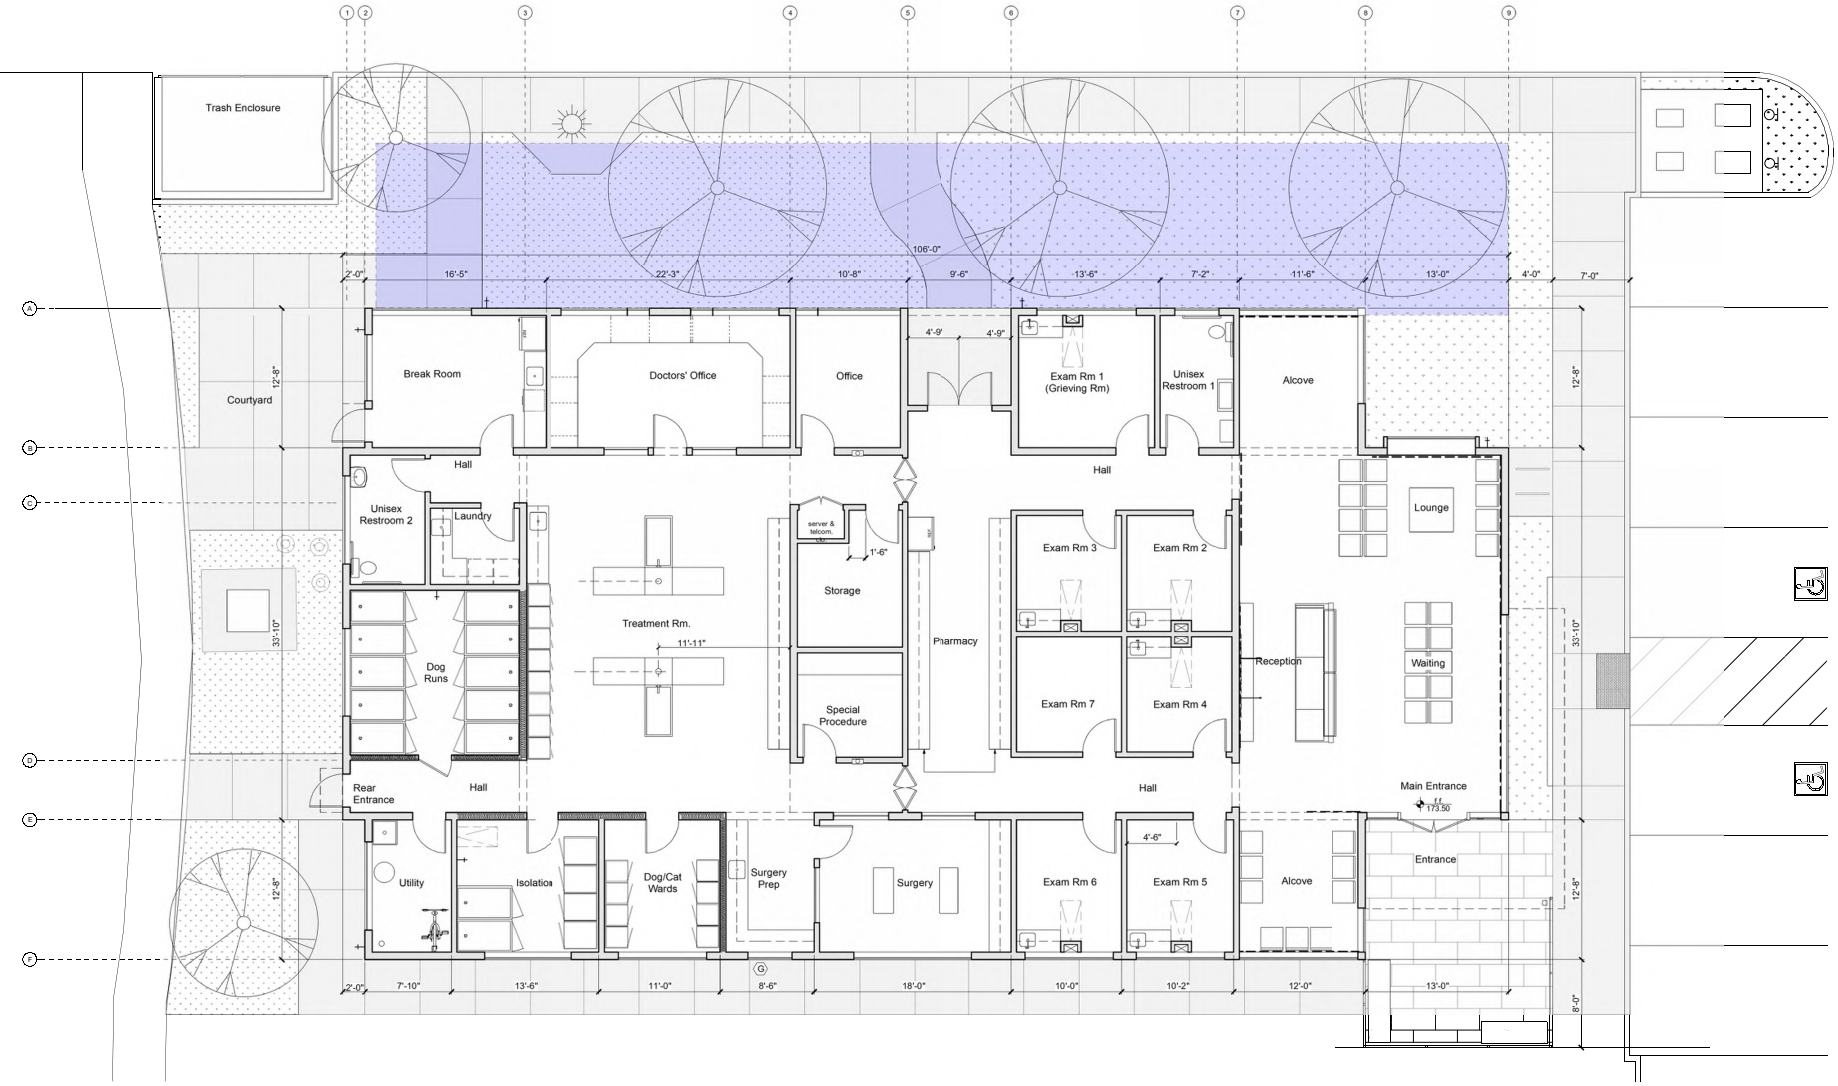 1 2 3 4 5 6 7 8 9
Trash Enclosure
106'-0"
2'-0" 16'-5" 22'-3" 10'-8" 9'-6" 13'-6" 7'-2" 11'-6" 13'-0" 4'-0" 7'-0"
A
4'-9' 4'-9"
12'-8"
Break Room
Doctors' Office
Office
Exam Rm 1
(Grieving Rm)
Unisex
Restroom 1
Alcove
12'-8"
Courtyard
B
Hall
Hall
C
Unisex
Restroom 2
Laundry
server &
telcom.
clo.
REF
Lounge
1'-6"
Exam Rm 3
Exam Rm 2
Storage
33'-10"
Treatment Rm.
11'-11"
Pharmacy
33'-10"
Dog
Runs
Reception
Waiting
Special
Procedure
Exam Rm 7
Exam Rm 4
D
Rear
Entrance
Hall
Hall
Main Entrance
f.f.
173.50
E
4'-6"
Entrance
12'-8"
Utility
Isolation
Dog/Cat
Wards
Surgery
Prep
Surgery
Exam Rm 6
Exam Rm 5
Alcove
12'-8"
F
G
2'-0" 7'-10" 13'-6" 11'-0" 8'-6" 18'-0" 10'-0" 10'-2" 12'-0" 13'-0"
8'-0"